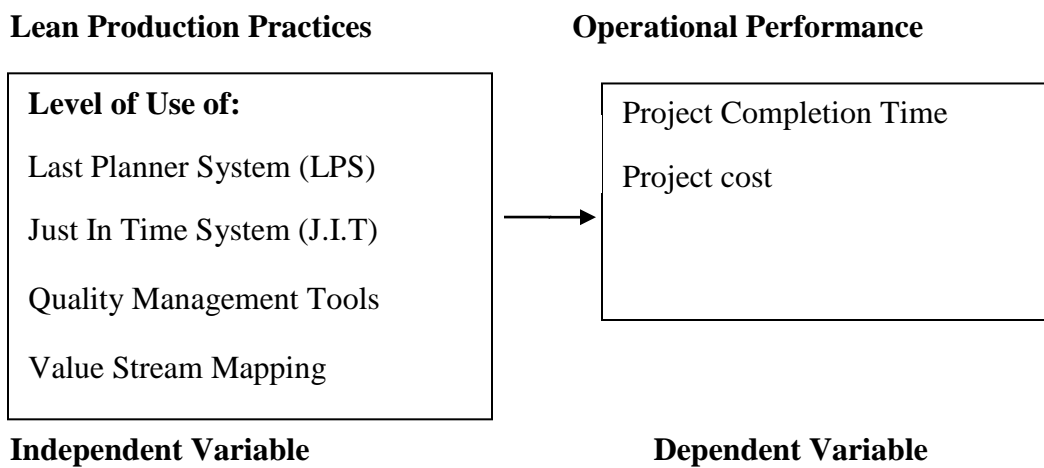 Lean Production Practices
Operational Performance
Level of Use of:
Last Planner System (LPS)
Just In Time System (J.I.T)
Quality Management Tools
Value Stream Mapping
Project Completion Time
Project cost
Independent Variable
Dependent Variable